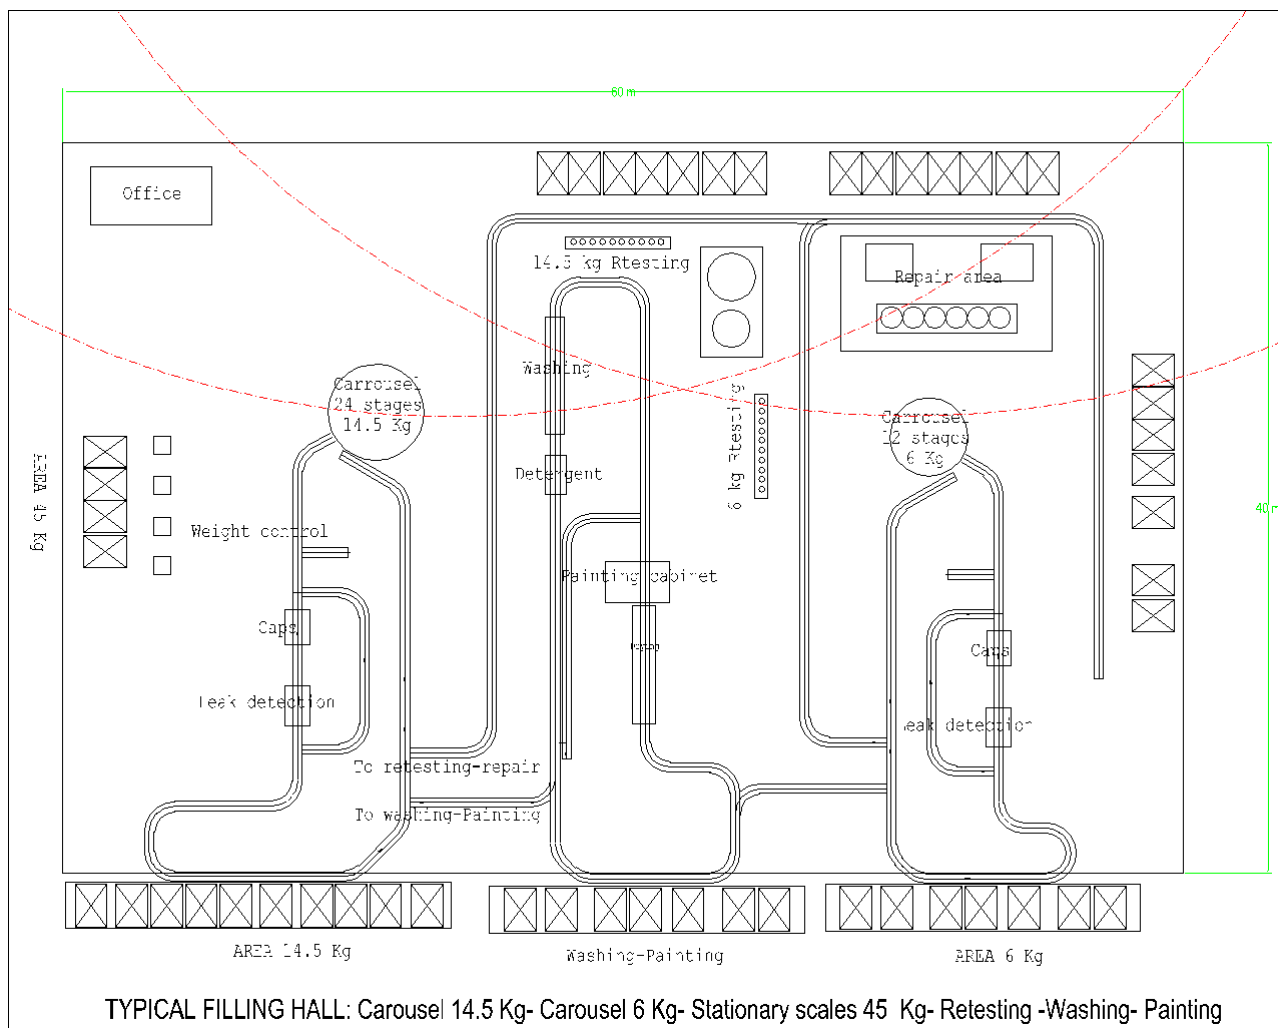 60 m
Office
14.5 kg Rtesting
Repair area
Washing
Carrousel
24 stages
14.5 Kg
6 kg Rtesting
Carrousel
12 stages
6 Kg
AREA 45 Kg
Detergent
40 m
Weight control
Painting cabinet
Caps
Caps
Leak detection
Leak detection
To retesting-repair
To washing-Painting
AREA 14.5 Kg
Washing-Painting
AREA 6 Kg
TYPICAL FILLING HALL: Carousel 14.5 Kg- Carousel 6 Kg- Stationary scales 45 Kg- Retesting -Washing- Painting